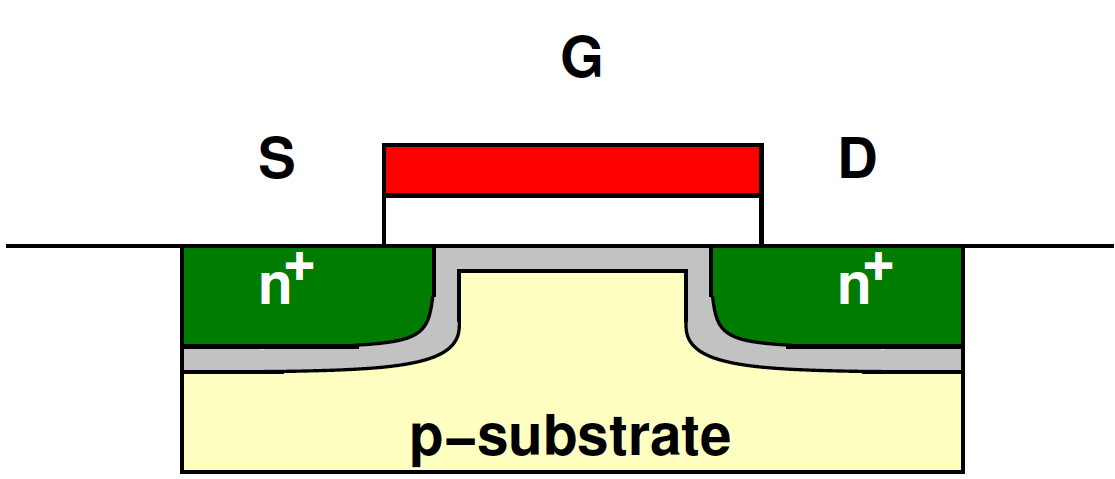 G
S
D
n+
n+
p–substrate